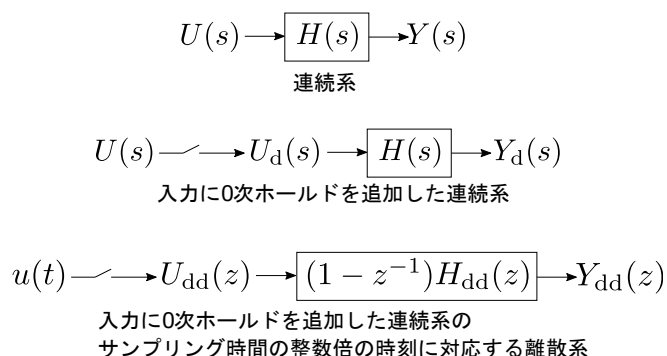 U(s) → H(s) → Y(s)
連続系
U(s) → U_d(s) → H(s) → Y_d(s)
入力に0次ホールドを追加した連続系
u(t) → U_dd(z) → (1 − z^{-1})H_dd(z) → Y_dd(z)
入力に0次ホールドを追加した連続系の
サンプリング時間の整数倍の時刻に対応する離散系